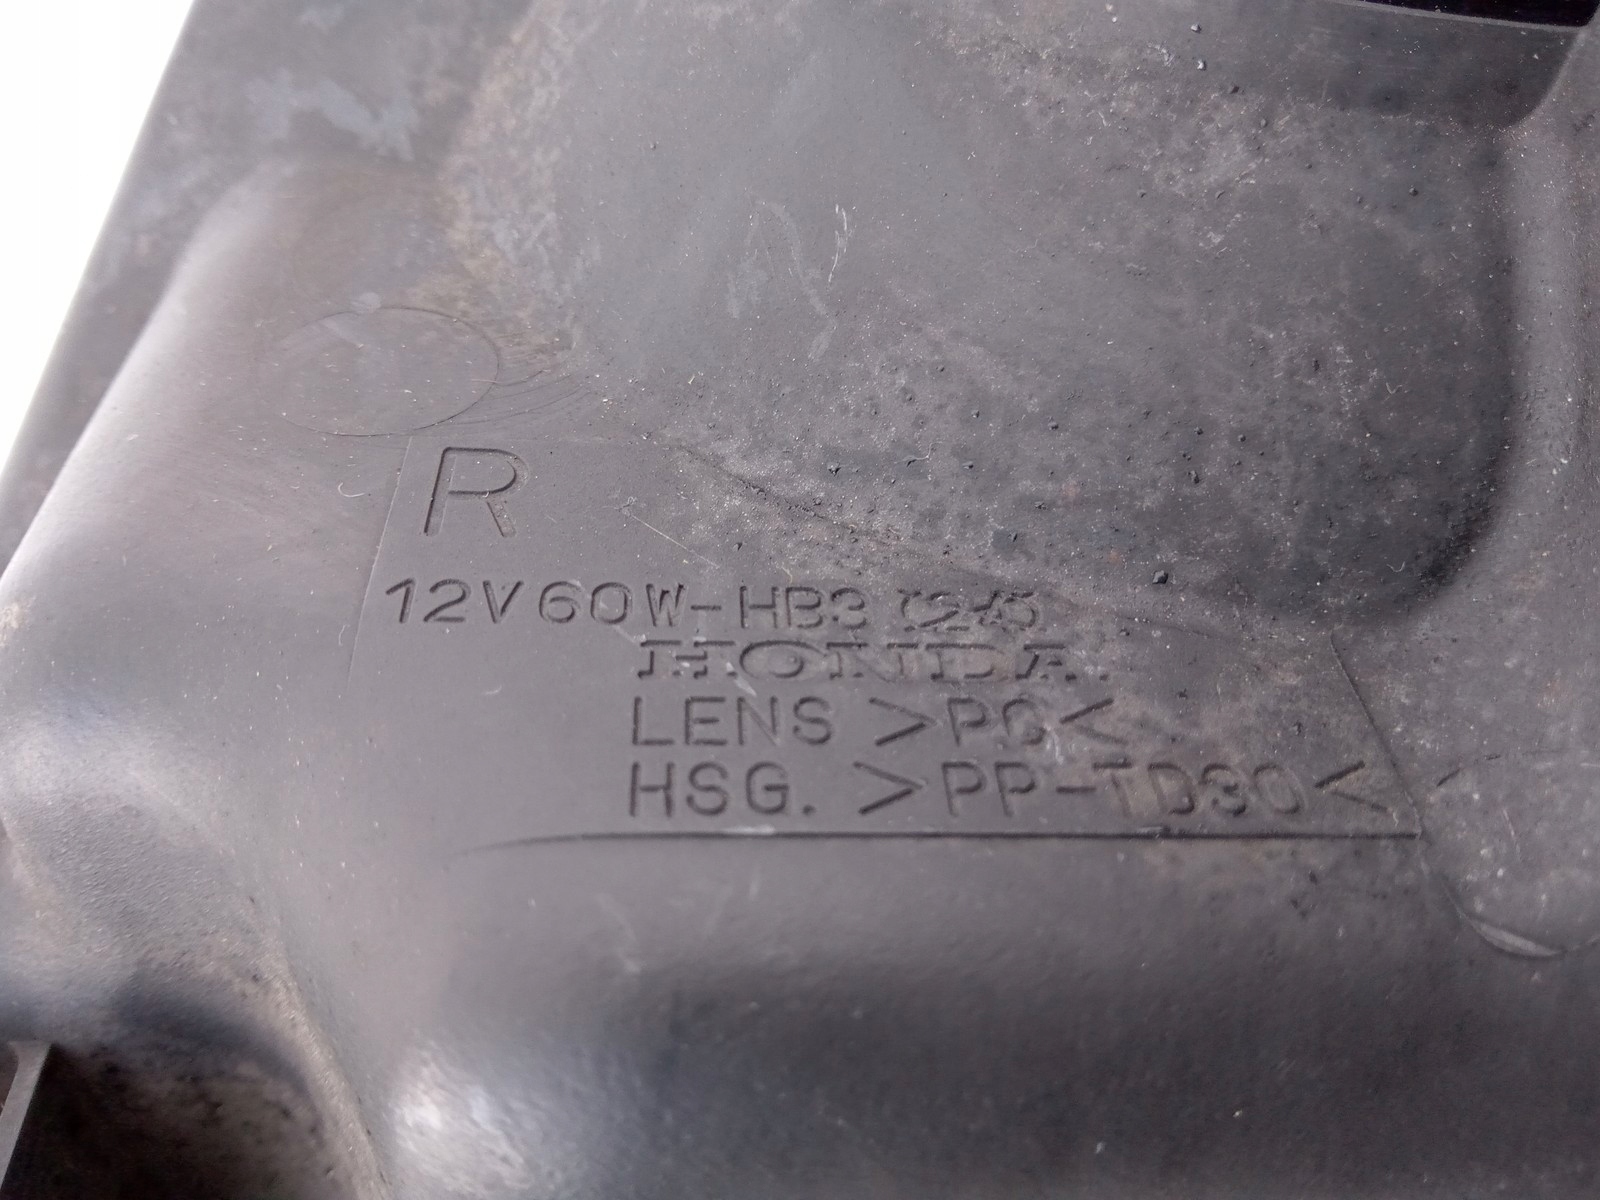 R
12V60W-HB3
HONDA
LENS >PC<
HSG. >PP-TD30<